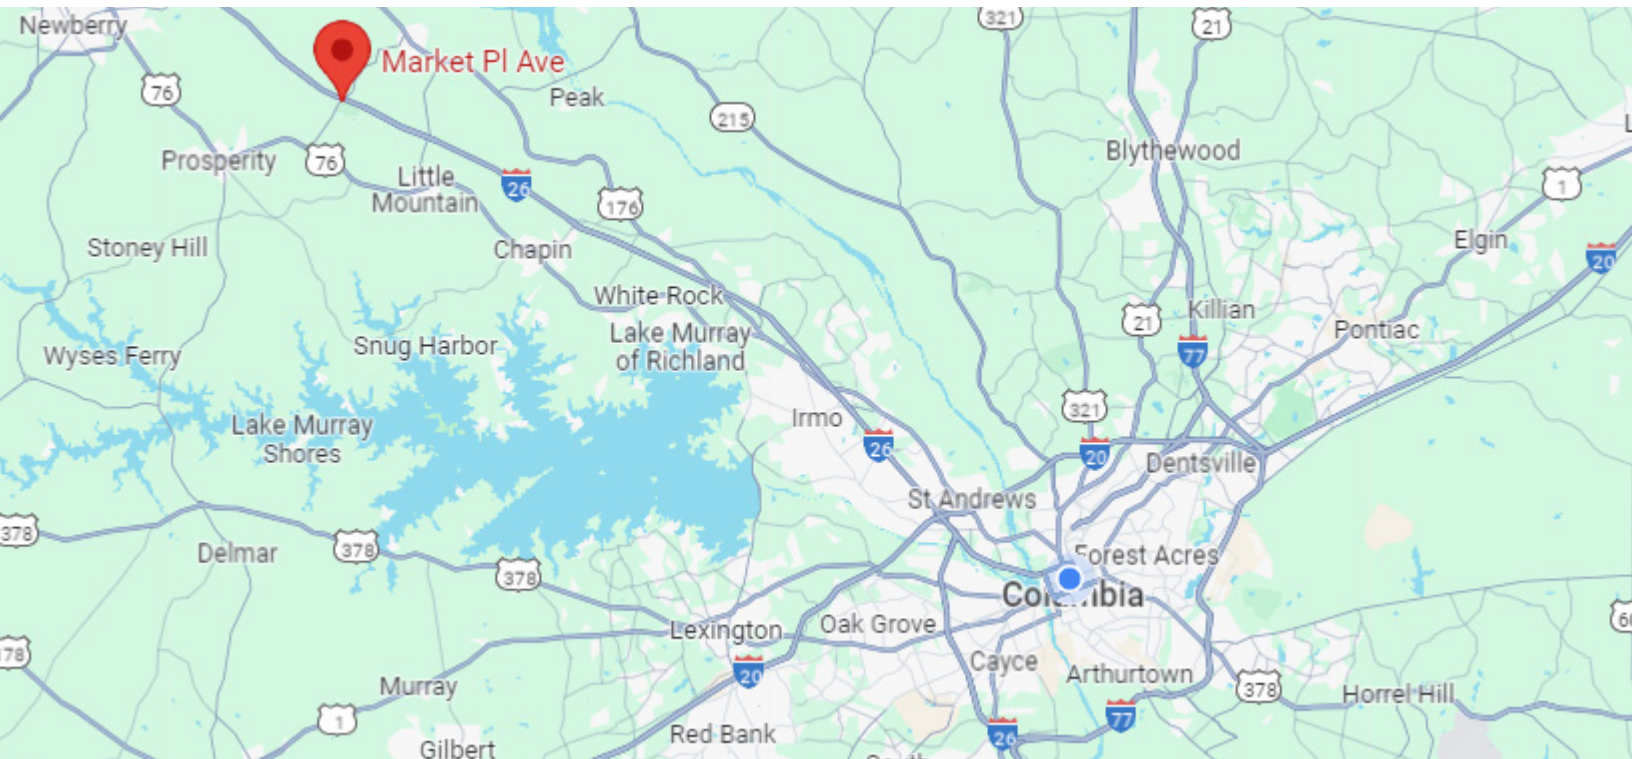 Newberry
321
21
Market Pl Ave
76
Peak
215
Blythewood
Prosperity
76
Little
Mountain
26
176
1
Stoney Hill
Chapin
Elgin
20
White Rock
Killian
21
Pontiac
Lake Murray
of Richland
Wyses Ferry
Snug Harbor
77
Irmo
321
Lake Murray
Shores
26
20
Dentsville
St Andrews
378
Delmar
378
378
Forest Acres
Columbia
Lexington
Oak Grove
178
20
Cayce
Arthurtown
Murray
378
Horrel Hill
1
77
Red Bank
26
Gilbert